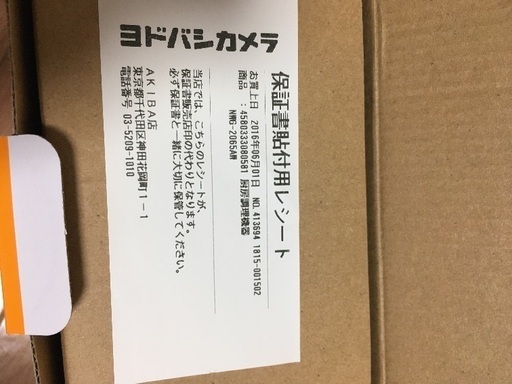 ヨドバシカメラ
保証書貼付用レシート
お買上日 2016年06月01日 NO.413694 1815-001502
商品 :4580333080581 厨房調理機器
NWG-2065AM
当店では、こちらのレシートが、
保証書販売店印の代わりとなります。
必ず保証書と一緒に大切に保管してください。
AKIBA店
東京都千代田区神田花岡町1-1
電話番号 03-5209-1010